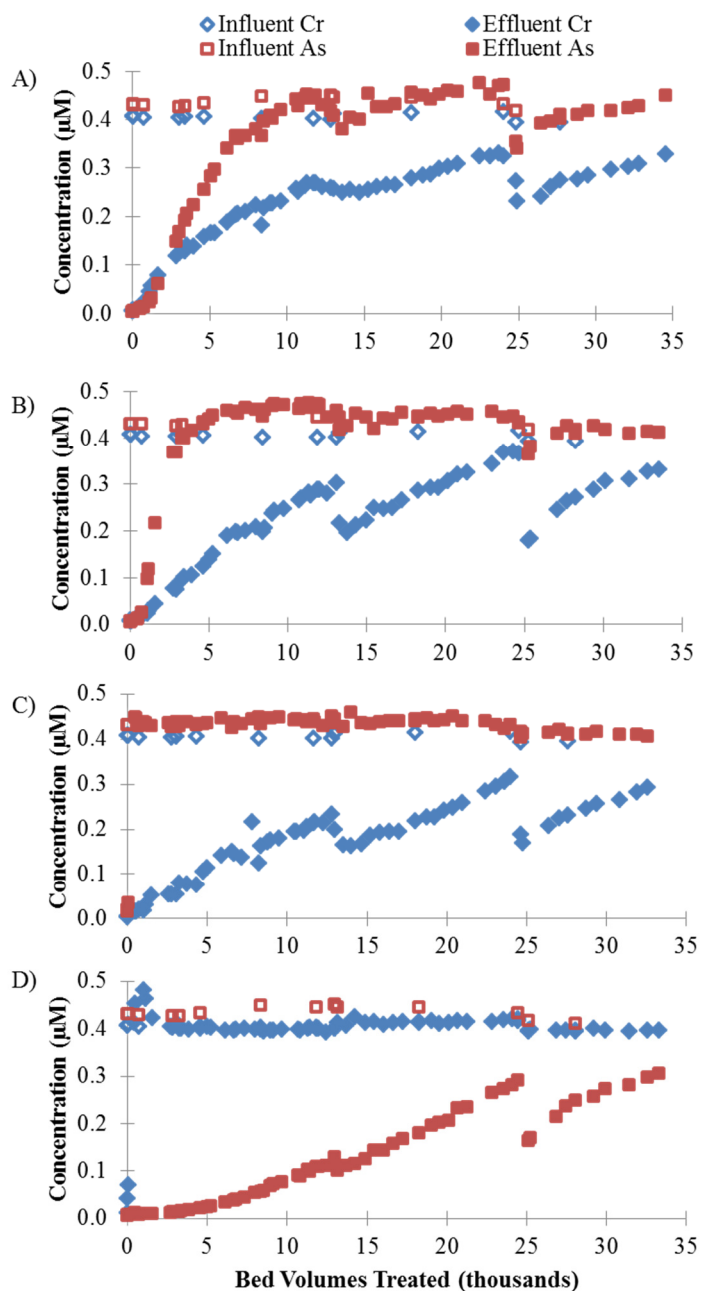 Influent Cr Effluent Cr
Influent As Effluent As
A)
Concentration (µM)
0.5
0.4
0.3
0.2
0.1
0.0
0 5 10 15 20 25 30 35
B)
Concentration (µM)
0.5
0.4
0.3
0.2
0.1
0.0
0 5 10 15 20 25 30 35
C)
Concentration (µM)
0.5
0.4
0.3
0.2
0.1
0.0
0 5 10 15 20 25 30 35
D)
Concentration (µM)
0.5
0.4
0.3
0.2
0.1
0.0
0 5 10 15 20 25 30 35
Bed Volumes Treated (thousands)